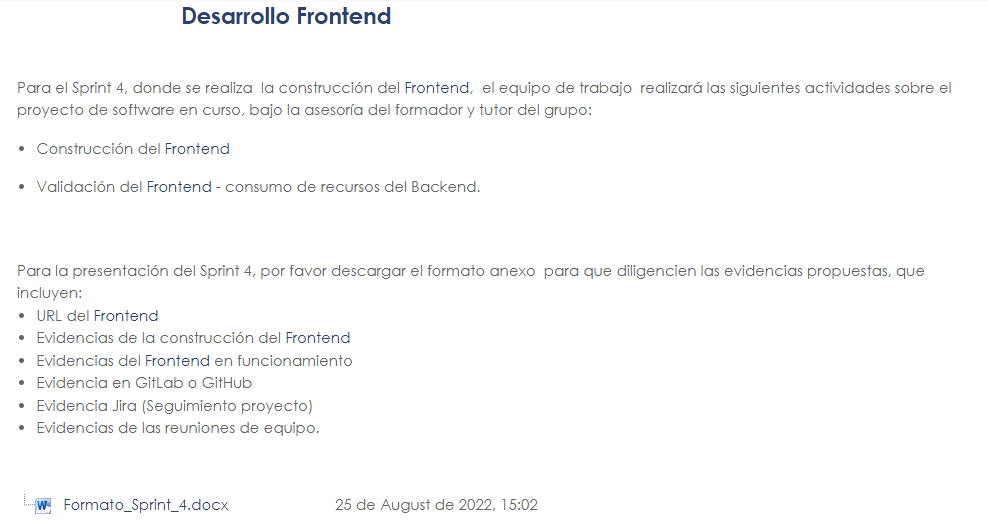 Desarrollo Frontend
Para el Sprint 4, donde se realiza la construcción del Frontend, el equipo de trabajo realizará las siguientes actividades sobre el
proyecto de software en curso, bajo la asesoría del formador y tutor del grupo:
• Construcción del Frontend
• Validación del Frontend - consumo de recursos del Backend.
Para la presentación del Sprint 4, por favor descargar el formato anexo para que diligencien las evidencias propuestas, que
incluyen:
• URL del Frontend
• Evidencias de la construcción del Frontend
• Evidencias del Frontend en funcionamiento
• Evidencia en GitLab o GitHub
• Evidencia Jira (Seguimiento proyecto)
• Evidencias de las reuniones de equipo.
Formato_Sprint_4.docx 25 de August de 2022, 15:02